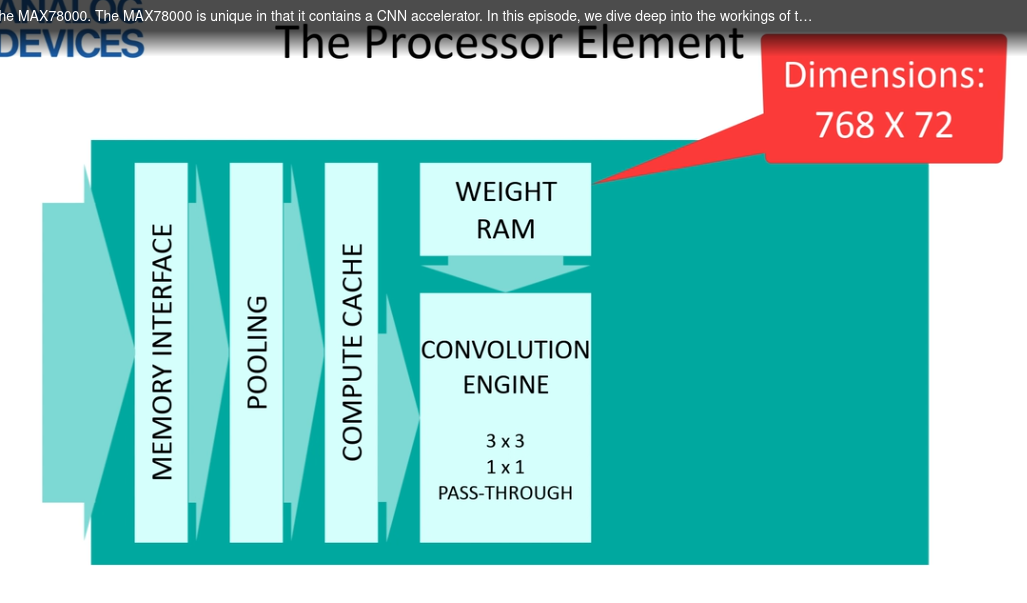 he MAX78000. The MAX78000 is unique in that it contains a CNN accelerator. In this episode, we dive deep into the workings of t…
ANALOG
DEVICES
The Processor Element
Dimensions:
768 X 72
MEMORY INTERFACE
POOLING
COMPUTE CACHE
WEIGHT
RAM
CONVOLUTION
ENGINE
3 x 3
1 x 1
PASS-THROUGH